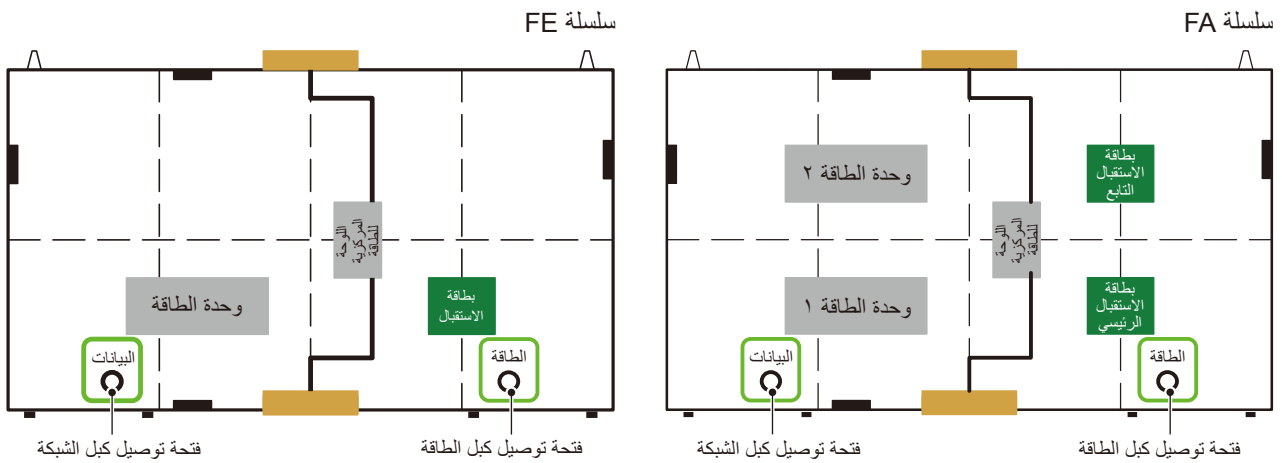 سلسلة FA
وحدة الطاقة ٢
بطاقة
الاستقبال
التابع
اللوحة
المركزية
للطاقة
وحدة الطاقة ١
بطاقة
الاستقبال
الرئيسي
البيانات
الطاقة
فتحة توصيل كبل الطاقة
فتحة توصيل كبل الشبكة
سلسلة FE
اللوحة
المركزية
للطاقة
وحدة الطاقة
بطاقة
الاستقبال
البيانات
الطاقة
فتحة توصيل كبل الطاقة
فتحة توصيل كبل الشبكة